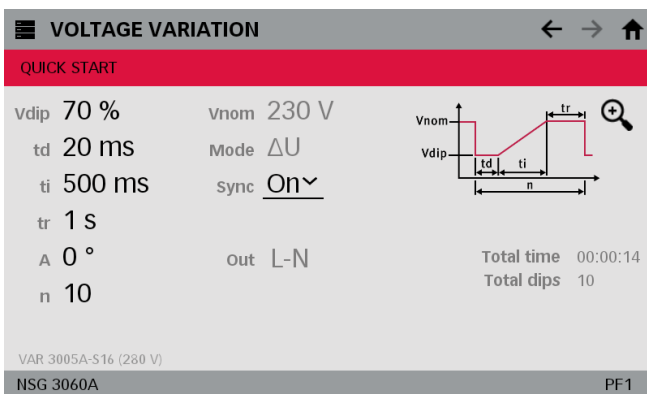 VOLTAGE VARIATION
QUICK START
Vdip 70 % Vnom 230 V
td 20 ms Mode ΔU
ti 500 ms Sync On
tr 1 s
A 0 ° Out L-N
n 10
Vnom
Vdip
tr
td ti
n
Total time 00:00:14
Total dips 10
VAR 3005A-S16 (280 V)
NSG 3060A PF1